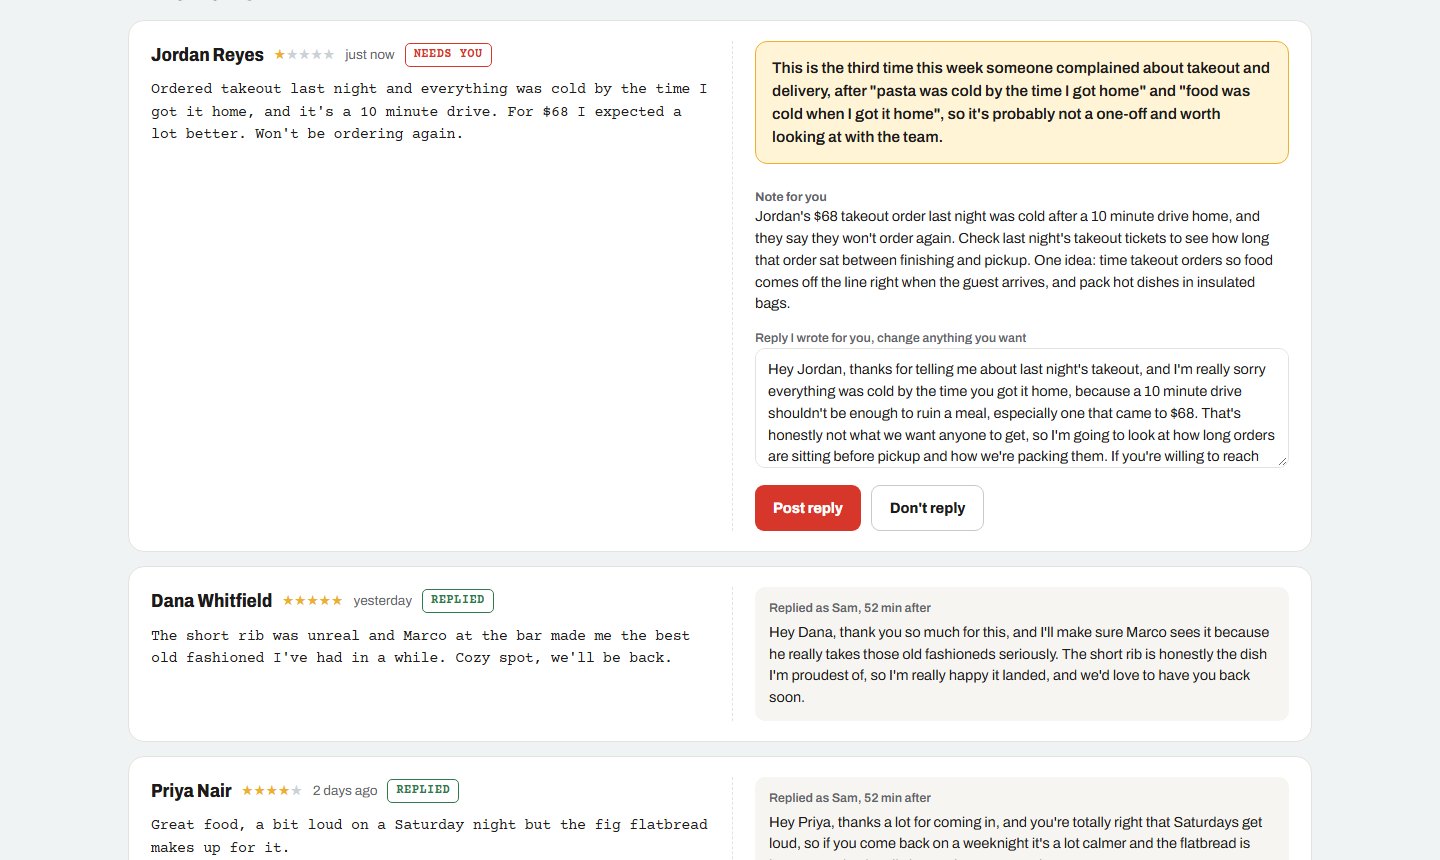 Jordan Reyes ★★★★★ just now NEEDS YOU
Ordered takeout last night and everything was cold by the time I
got it home, and it's a 10 minute drive. For $68 I expected a
lot better. Won't be ordering again.
This is the third time this week someone complained about takeout and
delivery, after "pasta was cold by the time I got home" and "food was
cold when I got it home", so it's probably not a one-off and worth
looking at with the team.
Note for you
Jordan's $68 takeout order last night was cold after a 10 minute drive home, and
they say they won't order again. Check last night's takeout tickets to see how long
that order sat between finishing and pickup. One idea: time takeout orders so food
comes off the line right when the guest arrives, and pack hot dishes in insulated
bags.
Reply I wrote for you, change anything you want
Hey Jordan, thanks for telling me about last night's takeout, and I'm really sorry
everything was cold by the time you got it home, because a 10 minute drive
shouldn't be enough to ruin a meal, especially one that came to $68. That's
honestly not what we want anyone to get, so I'm going to look at how long orders
are sitting before pickup and how we're packing them. If you're willing to reach
Post reply
Don't reply
Dana Whitfield ★★★★★ yesterday REPLIED
The short rib was unreal and Marco at the bar made me the best
old fashioned I've had in a while. Cozy spot, we'll be back.
Replied as Sam, 52 min after
Hey Dana, thank you so much for this, and I'll make sure Marco sees it because
he really takes those old fashioneds seriously. The short rib is honestly the dish
I'm proudest of, so I'm really happy it landed, and we'd love to have you back
soon.
Priya Nair ★★★★★ 2 days ago REPLIED
Great food, a bit loud on a Saturday night but the fig flatbread
makes up for it.
Replied as Sam, 52 min after
Hey Priya, thanks a lot for coming in, and you're totally right that Saturdays get
loud, so if you come back on a weeknight it's a lot calmer and the flatbread is